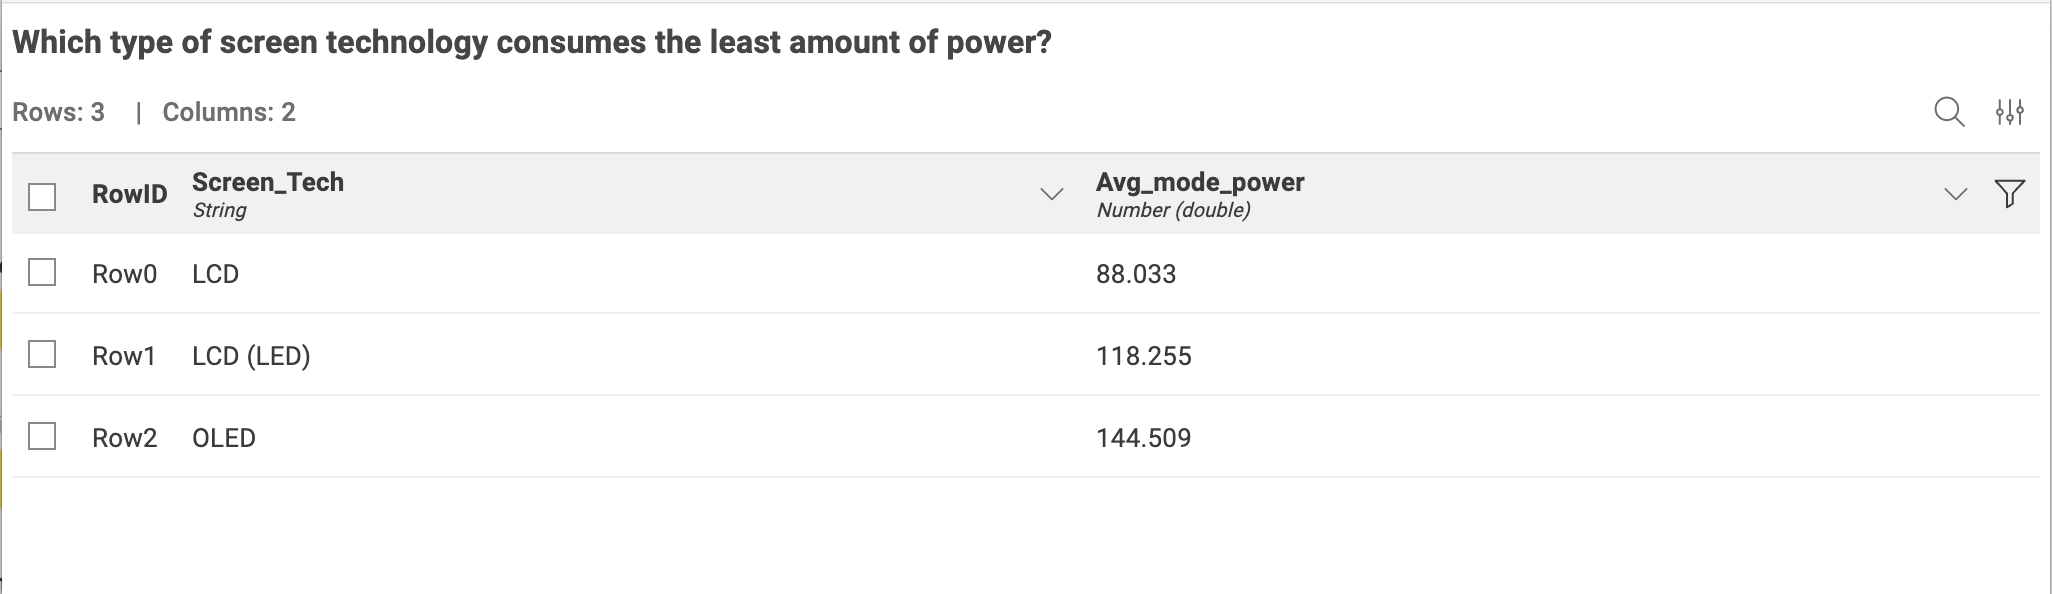 Which type of screen technology consumes the least amount of power?
Rows: 3 | Columns: 2
RowID Screen_Tech Avg_mode_power
String Number (double)
Row0 LCD 88.033
Row1 LCD (LED) 118.255
Row2 OLED 144.509